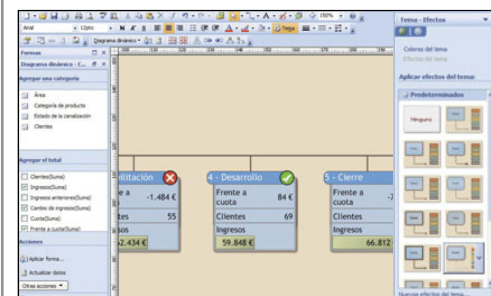 Tema - Efectos
Arial
12pto
Tema
150%
Formas
Diagrama dinámico
Diagrama dinámico - C...
Agregar una categoría
Área
Categoría de producto
Estado de la canalización
Clientes
Agregar el total
Clientes(Suma)
Ingresos(Suma)
Ingresos anteriores(Suma)
Cambio de ingresos(Suma)
Cuota(Suma)
Frente a cuota(Suma)
Acciones
Aplicar forma...
Actualizar datos
Otras acciones
ilitación
-1.484 €
55
52.434 €
4 - Desarrollo
Frente a cuota
84 €
Clientes
69
Ingresos
59.848 €
5 - Cierre
Frente a cuota
Clientes
Ingresos
66.812
Colores del tema
Efectos del tema
Aplicar efectos del tema:
Predeterminados
Ninguno
Nuevos efectos del tema...